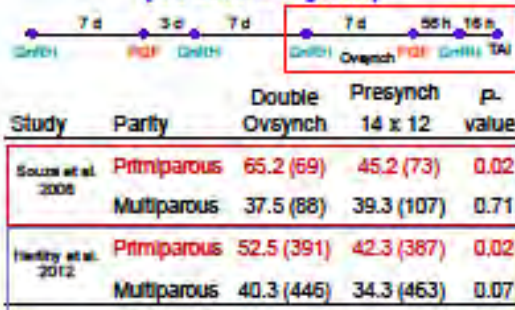 7 d 3 d 7 d 7 d 56 h 16 h
GnRH PGF GnRH GnRH Ovsynch PGF GnRH TAI
Double Presynch P-
Study Parity Ovsynch 14 x 12 value
Souza et al. Primiparous 65.2 (69) 45.2 (73) 0.02
2008
Multiparous 37.5 (88) 39.3 (107) 0.71
et al. Primiparous 52.5 (391) 42.3 (387) 0.02
2012
Multiparous 40.3 (446) 34.3 (463) 0.07